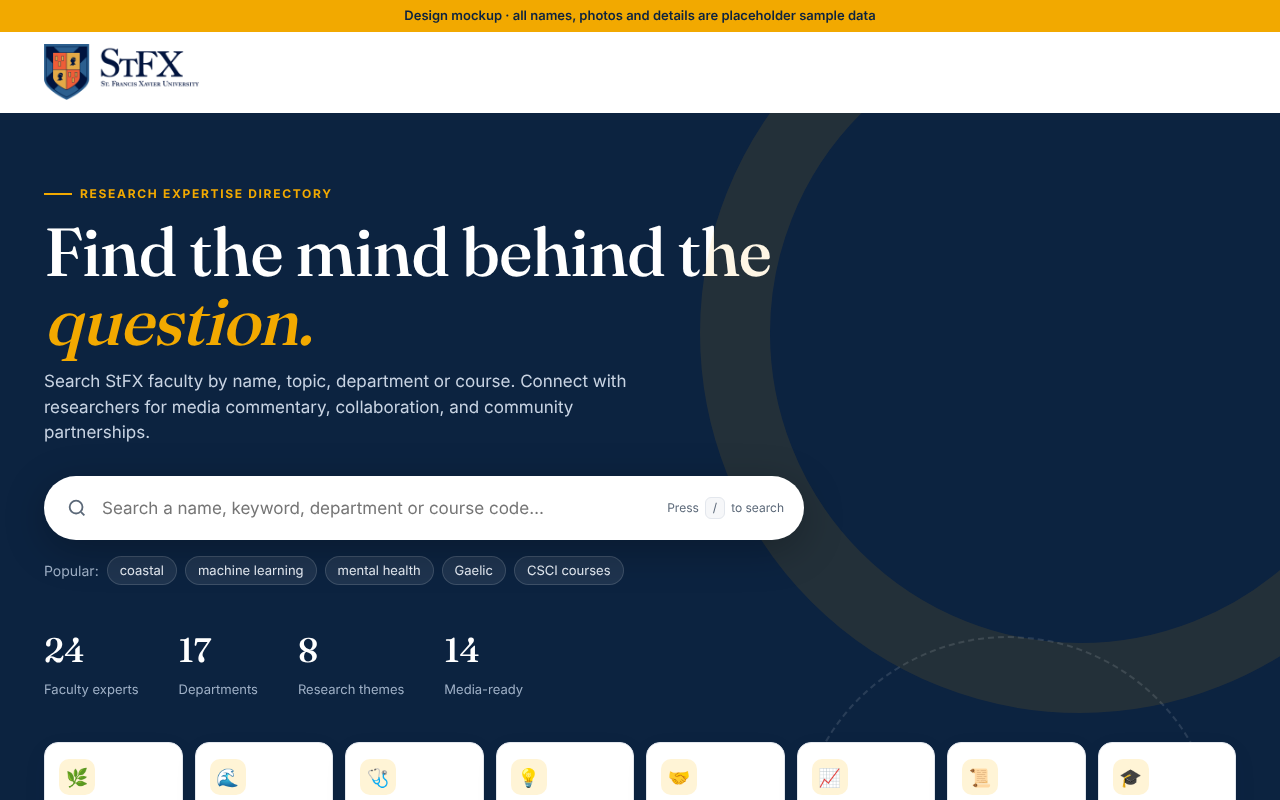 Design mockup · all names, photos and details are placeholder sample data
StFX
St. Francis Xavier University
RESEARCH EXPERTISE DIRECTORY
Find the mind behind the
question.
Search StFX faculty by name, topic, department or course. Connect with
researchers for media commentary, collaboration, and community
partnerships.
Search a name, keyword, department or course code...
Press / to search
Popular: coastal machine learning mental health Gaelic CSCI courses
24 17 8 14
Faculty experts Departments Research themes Media-ready